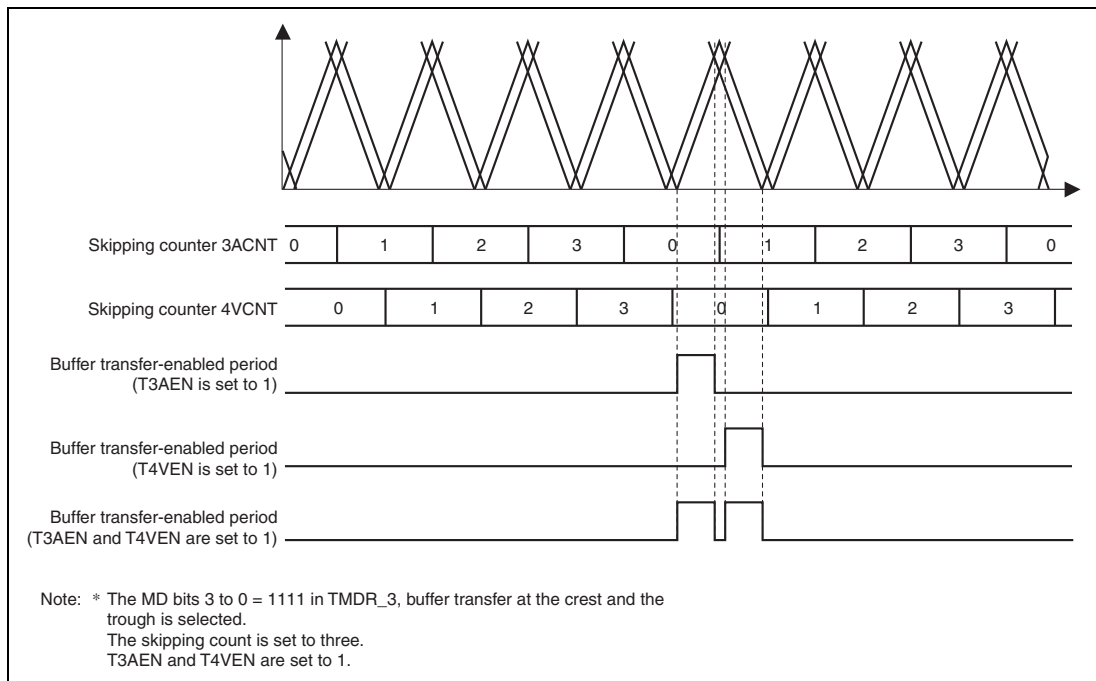 Skipping counter 3ACNT 0 1 2 3 0 1 2 3 0
Skipping counter 4VCNT 0 1 2 3 0 1 2 3
Buffer transfer-enabled period
(T3AEN is set to 1)
Buffer transfer-enabled period
(T4VEN is set to 1)
Buffer transfer-enabled period
(T3AEN and T4VEN are set to 1)
Note: * The MD bits 3 to 0 = 1111 in TMDR_3, buffer transfer at the crest and the
trough is selected.
The skipping count is set to three.
T3AEN and T4VEN are set to 1.